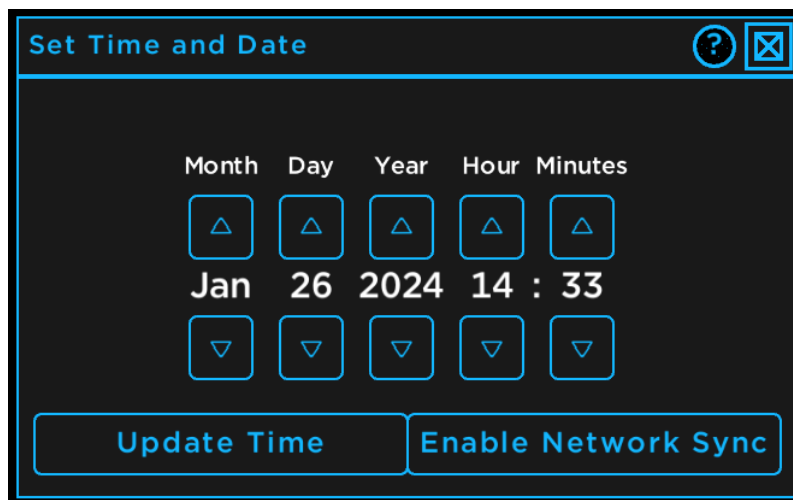 Set Time and Date ?
Month Day Year Hour Minutes
Jan 26 2024 14 : 33
Update Time Enable Network Sync